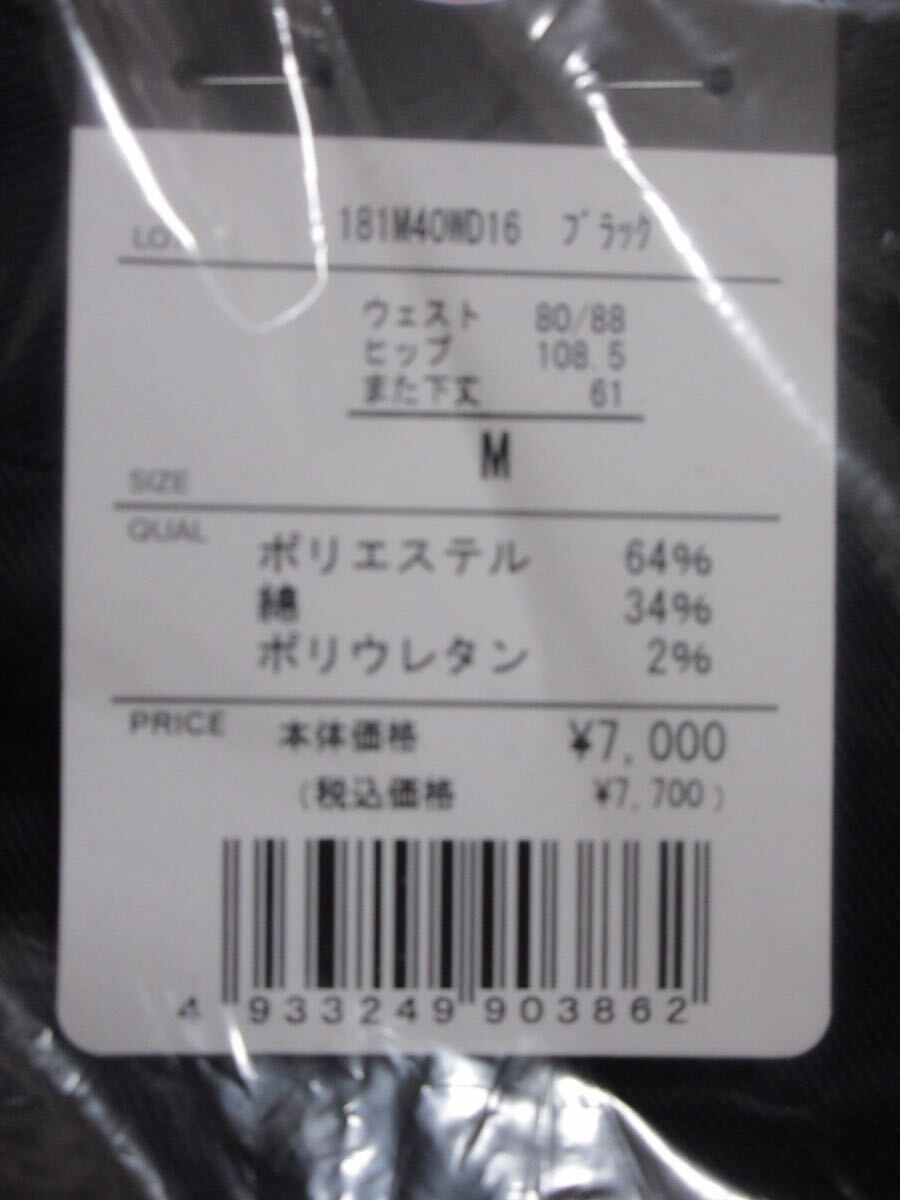 LOT 181M40WD16 ブラック
ウェスト 80/88
ヒップ 108.5
また下丈 61
SIZE M
QUAL ポリエステル 64%
綿 34%
ポリウレタン 2%
PRICE 本体価格 ¥7,000
(税込価格 ¥7,700)
4 933249 903862